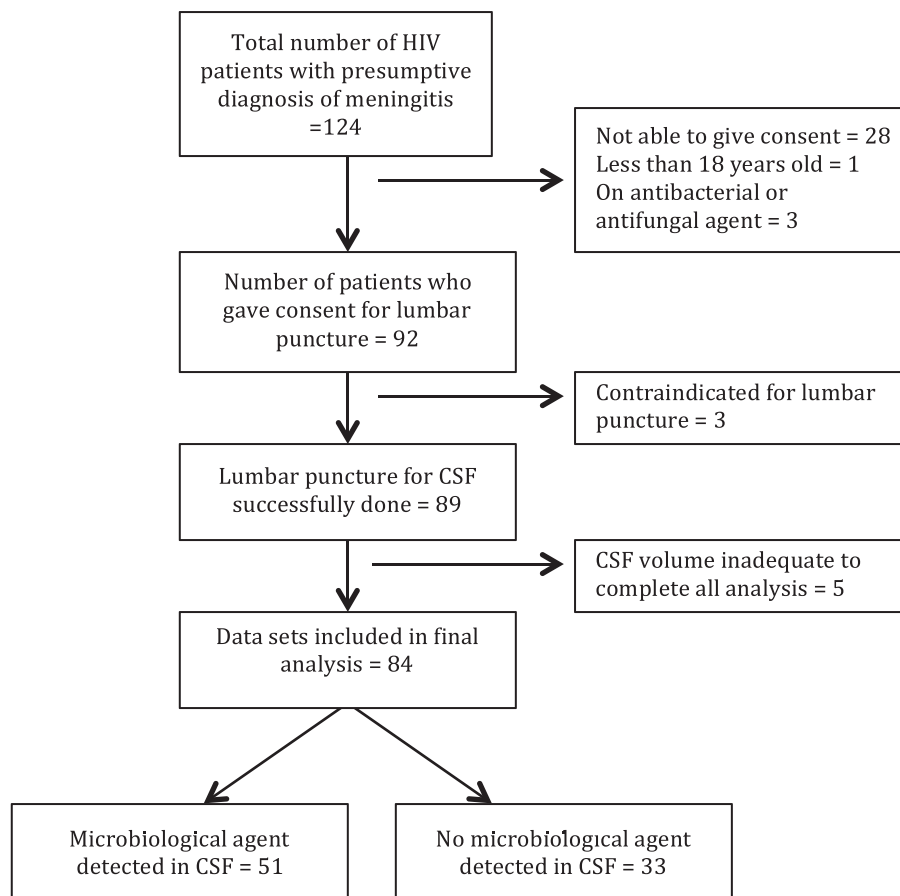 Total number of HIV
patients with presumptive
diagnosis of meningitis
=124
Not able to give consent = 28
Less than 18 years old = 1
On antibacterial or
antifungal agent = 3
Number of patients who
gave consent for lumbar
puncture = 92
Contraindicated for lumbar
puncture = 3
Lumbar puncture for CSF
successfully done = 89
CSF volume inadequate to
complete all analysis = 5
Data sets included in final
analysis = 84
Microbiological agent
detected in CSF = 51
No microbiological agent
detected in CSF = 33